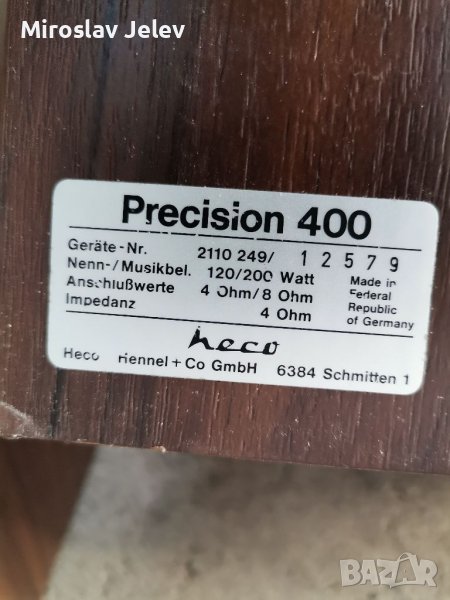 Miroslav Jelev
Precision 400
Geräte-Nr. 2110 249/ 12579
Nenn-/Musikbel. 120/200 Watt
Anschlußwerte 4 Ohm/8 Ohm
Impedanz 4 Ohm
Made in
Federal
Republic
of Germany
heco
Heco Hennel+Co GmbH 6384 Schmitten 1
BAZAR